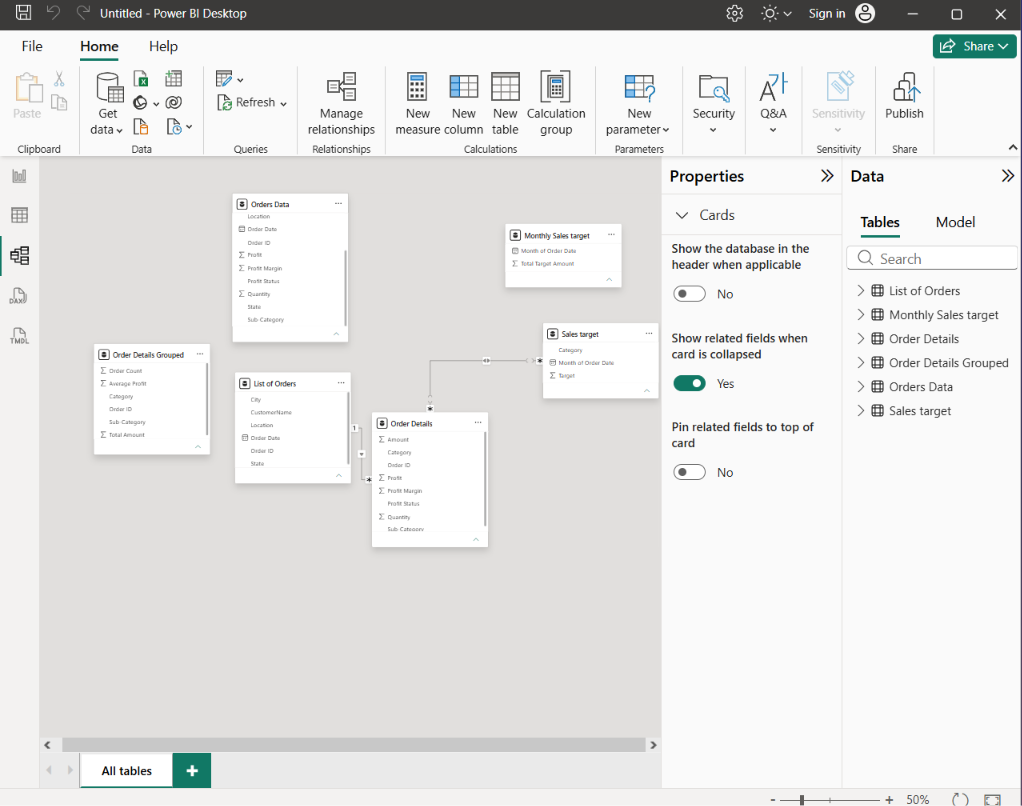 Untitled - Power BI Desktop
Sign in
File
Home
Help
Share
Paste
Get data
Refresh
Manage relationships
New measure
New column
New table
Calculation group
New parameter
Security
Q&A
Sensitivity
Publish
Clipboard
Data
Queries
Relationships
Calculations
Parameters
Sensitivity
Share
DAX
TMDL
Orders Data
Location
Order Date
Order ID
Profit
Profit Margin
Profit Status
Quantity
State
Sub-Category
Monthly Sales target
Month of Order Date
Total Target Amount
Sales target
Category
Month of Order Date
Target
Order Details Grouped
Order Count
Average Profit
Category
Order ID
Sub-Category
Total Amount
List of Orders
City
CustomerName
Location
Order Date
Order ID
State
1
Order Details
Amount
Category
Order ID
Profit
Profit Margin
Profit Status
Quantity
Sub-Category
All tables
Properties
Cards
Show the database in the
header when applicable
No
Show related fields when
card is collapsed
Yes
Pin related fields to top of
card
No
Data
Tables
Model
Search
List of Orders
Monthly Sales target
Order Details
Order Details Grouped
Orders Data
Sales target
50%